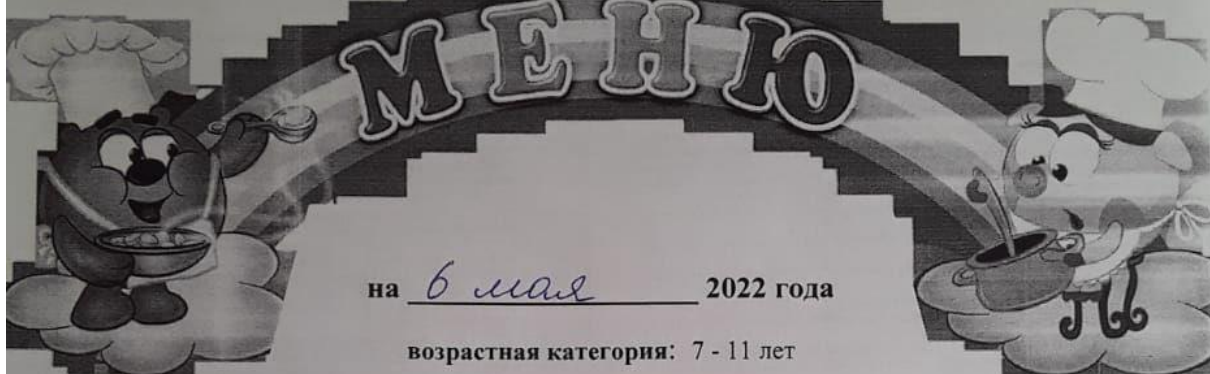 МЕНЮ
на 6 мая 2022 года
возрастная категория: 7 - 11 лет